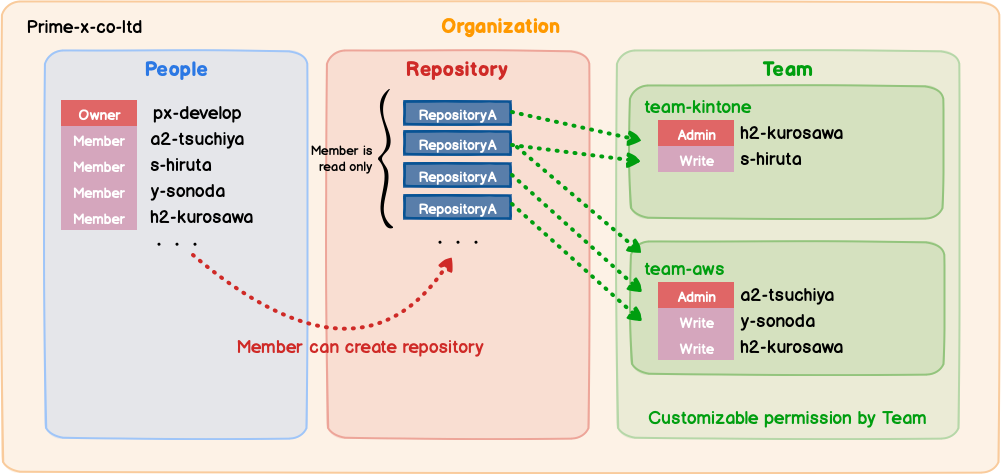 Prime-x-co-ltd
Organization
People
Owner px-develop
Member a2-tsuchiya
Member s-hiruta
Member y-sonoda
Member h2-kurosawa
. . .
Repository
Member is
read only
RepositoryA
RepositoryA
RepositoryA
RepositoryA
. . .
Member can create repository
Team
team-kintone
Admin h2-kurosawa
Write s-hiruta
team-aws
Admin a2-tsuchiya
Write y-sonoda
Write h2-kurosawa
Customizable permission by Team